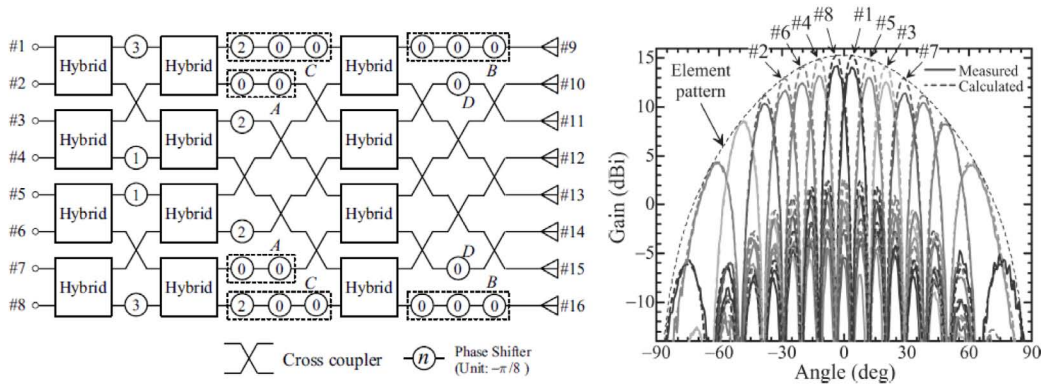 #1 3 2 0 0 0 0 0 #9
Hybrid Hybrid C Hybrid B
#2 0 0 0 #10
A D
#3 2 #11
Hybrid Hybrid Hybrid
#4 1 #12
#5 1 #13
Hybrid Hybrid Hybrid
#6 2 #14
A D
#7 0 0 0 #15
Hybrid Hybrid C Hybrid B
#8 3 2 0 0 0 0 0 #16
Cross coupler
n Phase Shifter
(Unit: −π/8)
#8 #1
#4 #5
#6 #3
#2 #7
Element
pattern
Measured
Calculated
15
10
5
0
−5
−10
Gain (dBi)
−90 −60 −30 0 30 60 90
Angle (deg)